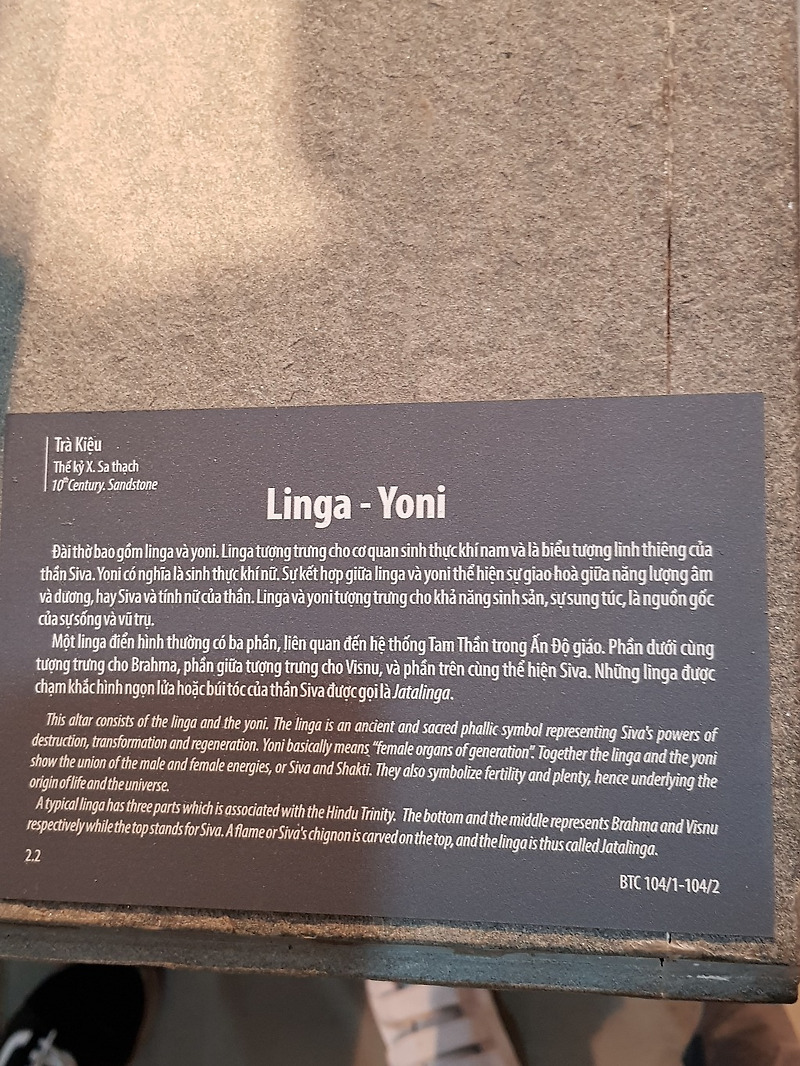 Trà Kiệu
Thế kỷ X. Sa thạch
10th Century. Sandstone
Linga - Yoni
Đài thờ bao gồm linga và yoni. Linga tượng trưng cho cơ quan sinh thực khí nam và là biểu tượng linh thiêng của
thần Siva. Yoni có nghĩa là sinh thực khí nữ. Sự kết hợp giữa linga và yoni thể hiện sự giao hoà giữa năng lượng âm
và dương, hay Siva và tính nữ của thần. Linga và yoni tượng trưng cho khả năng sinh sản, sự sung túc, là nguồn gốc
của sự sống và vũ trụ.
Một linga điển hình thường có ba phần, liên quan đến hệ thống Tam Thần trong Ấn Độ giáo. Phần dưới cùng
tượng trưng cho Brahma, phần giữa tượng trưng cho Visnu, và phần trên cùng thể hiện Siva. Những linga được
chạm khắc hình ngọn lửa hoặc búi tóc của thần Siva được gọi là Jatalinga.
This altar consists of the linga and the yoni. The linga is an ancient and sacred phallic symbol representing Siva's powers of
destruction, transformation and regeneration. Yoni basically means "female organs of generation". Together the linga and the yoni
show the union of the male and female energies, or Siva and Shakti. They also symbolize fertility and plenty, hence underlying the
origin of life and the universe.
A typical linga has three parts which is associated with the Hindu Trinity. The bottom and the middle represents Brahma and Visnu
respectively while the top stands for Siva. A flame or Siva's chignon is carved on the top, and the linga is thus called Jatalinga.
2.2
BTC 104/1-104/2